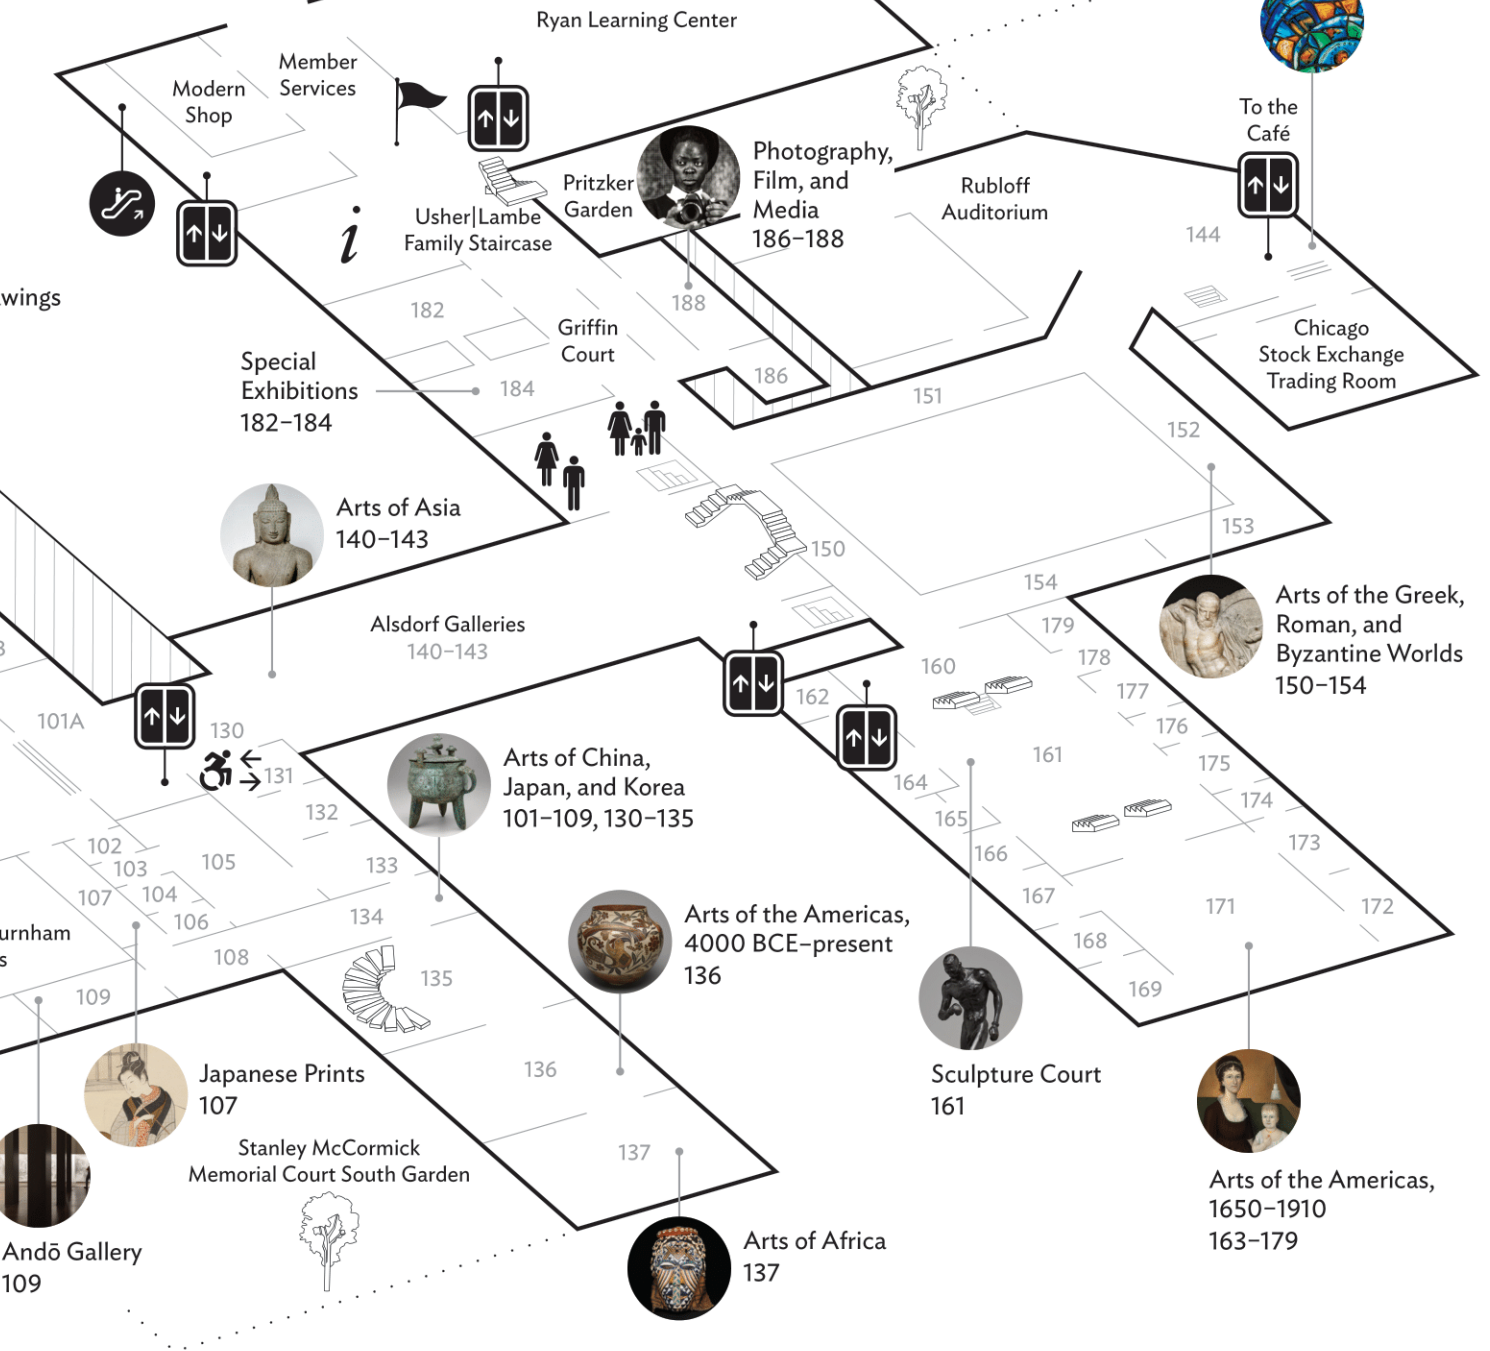 Ryan Learning Center
Member
Services
Modern
Shop
To the
Café
Photography,
Film, and
Media
186–188
Pritzker
Garden
Rubloff
Auditorium
Usher|Lambe
Family Staircase
i
144
wings
182
188
Griffin
Court
Chicago
Stock Exchange
Trading Room
Special
Exhibitions
182–184
184
186
151
152
153
Arts of Asia
140–143
150
154
Arts of the Greek,
Roman, and
Byzantine Worlds
150–154
Alsdorf Galleries
140–143
179
178
177
176
175
174
173
172
160
162
161
164
165
166
167
168
169
171
101A
130
131
132
133
134
135
Arts of China,
Japan, and Korea
101–109, 130–135
102
103
104
105
106
107
108
109
urnham
s
Arts of the Americas,
4000 BCE–present
136
136
137
Japanese Prints
107
Sculpture Court
161
Stanley McCormick
Memorial Court South Garden
Arts of the Americas,
1650–1910
163–179
Andō Gallery
109
Arts of Africa
137